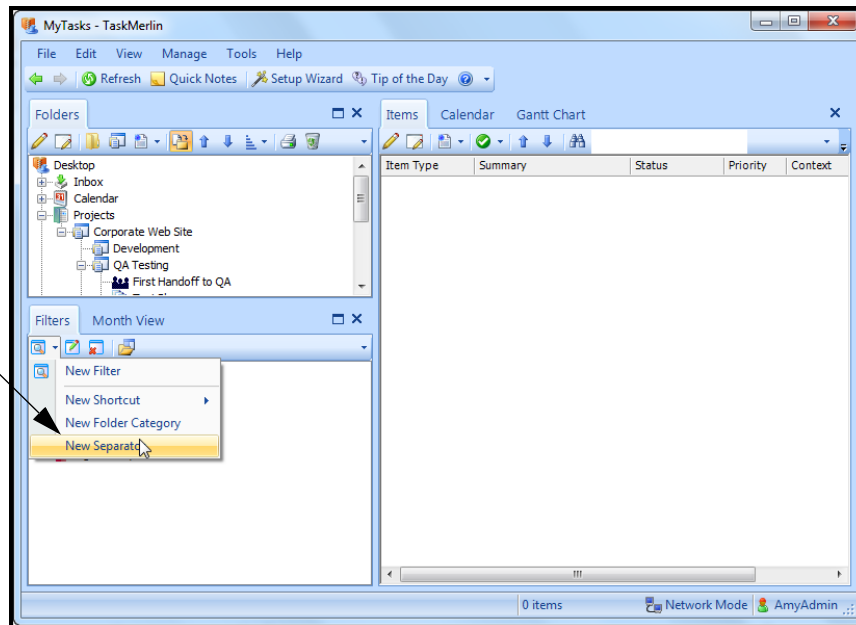 MyTasks - TaskMerlin
File Edit View Manage Tools Help
Refresh Quick Notes Setup Wizard Tip of the Day
Folders
Items Calendar Gantt Chart
Item Type Summary Status Priority Context
Desktop
Inbox
Calendar
Projects
Corporate Web Site
Development
QA Testing
First Handoff to QA
Filters Month View
New Filter
New Shortcut
New Folder Category
New Separator
0 items Network Mode AmyAdmin